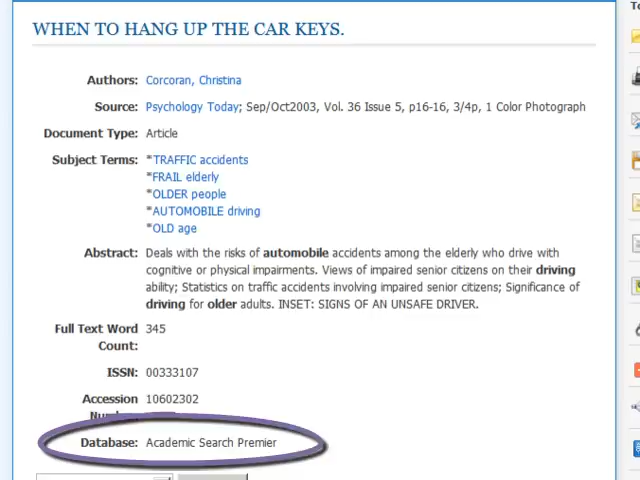 To
WHEN TO HANG UP THE CAR KEYS.
Authors: Corcoran, Christina
Source: Psychology Today; Sep/Oct2003, Vol. 36 Issue 5, p16-16, 3/4p, 1 Color Photograph
Document Type: Article
Subject Terms: *TRAFFIC accidents
*FRAIL elderly
*OLDER people
*AUTOMOBILE driving
*OLD age
Abstract: Deals with the risks of automobile accidents among the elderly who drive with
cognitive or physical impairments. Views of impaired senior citizens on their driving
ability; Statistics on traffic accidents involving impaired senior citizens; Significance of
driving for older adults. INSET: SIGNS OF AN UNSAFE DRIVER.
Full Text Word 345
Count:
ISSN: 00333107
Accession 10602302
Number:
Database: Academic Search Premier